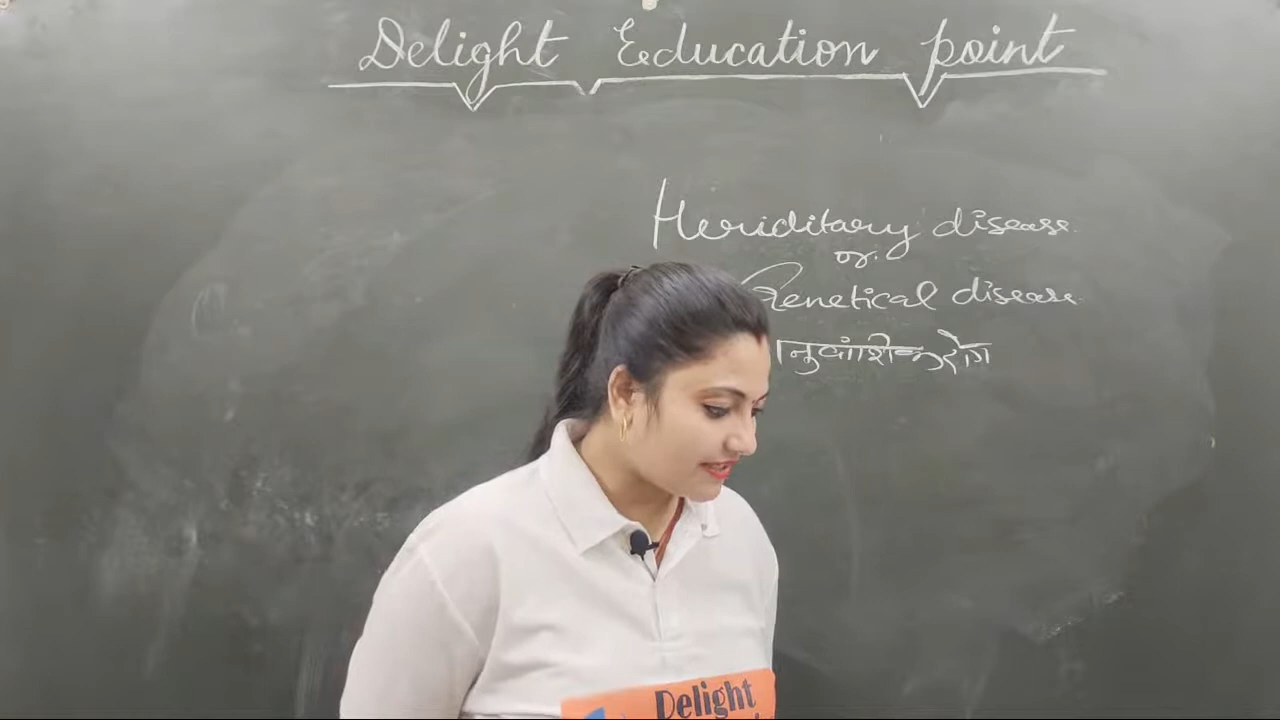 Delight Education point
Heriditary disease.
or.
Genetical disease.
Delight